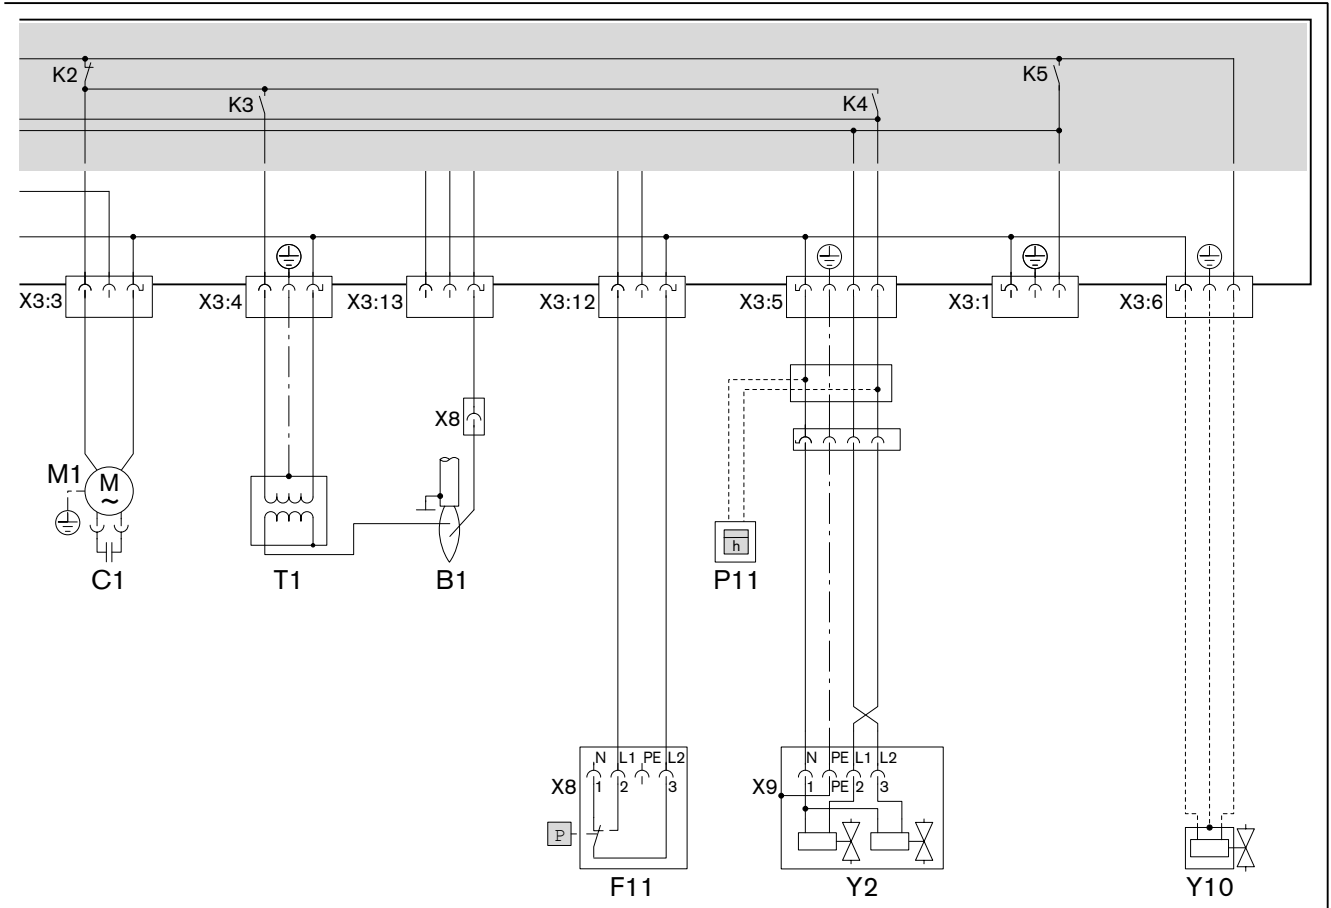 K2
K5
K3
K4
X3:3
X3:4
X3:13
X3:12
X3:5
X3:1
X3:6
X8
M1
M
~
h
C1
T1
B1
P11
N L1 PE L2
N PE L1 L2
X8
1 2 3
X9
1 PE 2 3
P
F11
Y2
Y10